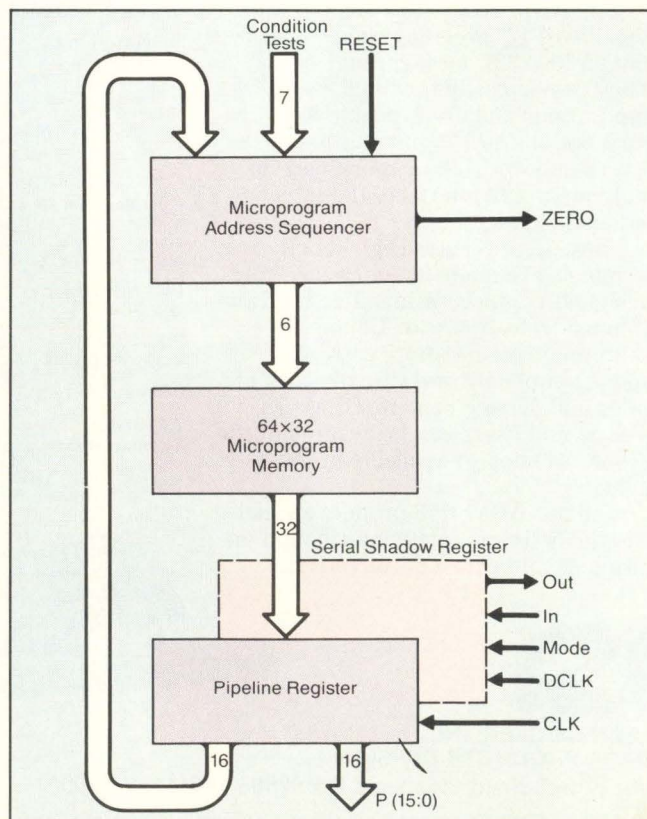 Condition
Tests
RESET
7
Microprogram
Address Sequencer
ZERO
6
64×32
Microprogram
Memory
32
Serial Shadow Register
Out
In
Mode
DCLK
Pipeline Register
CLK
16
16
P (15:0)